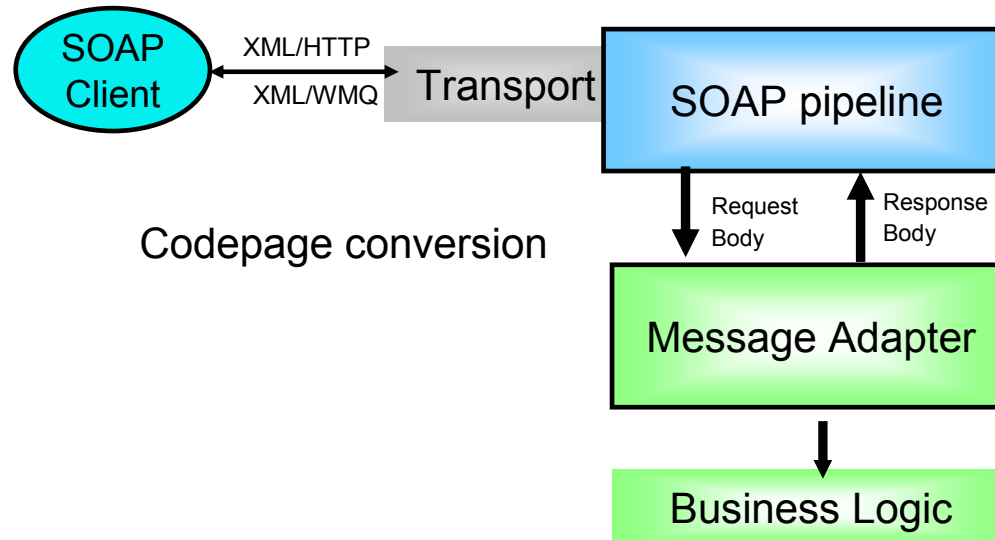 SOAP
Client
XML/HTTP
XML/WMQ
Transport
SOAP pipeline
Request
Body
Response
Body
Codepage conversion
Message Adapter
Business Logic